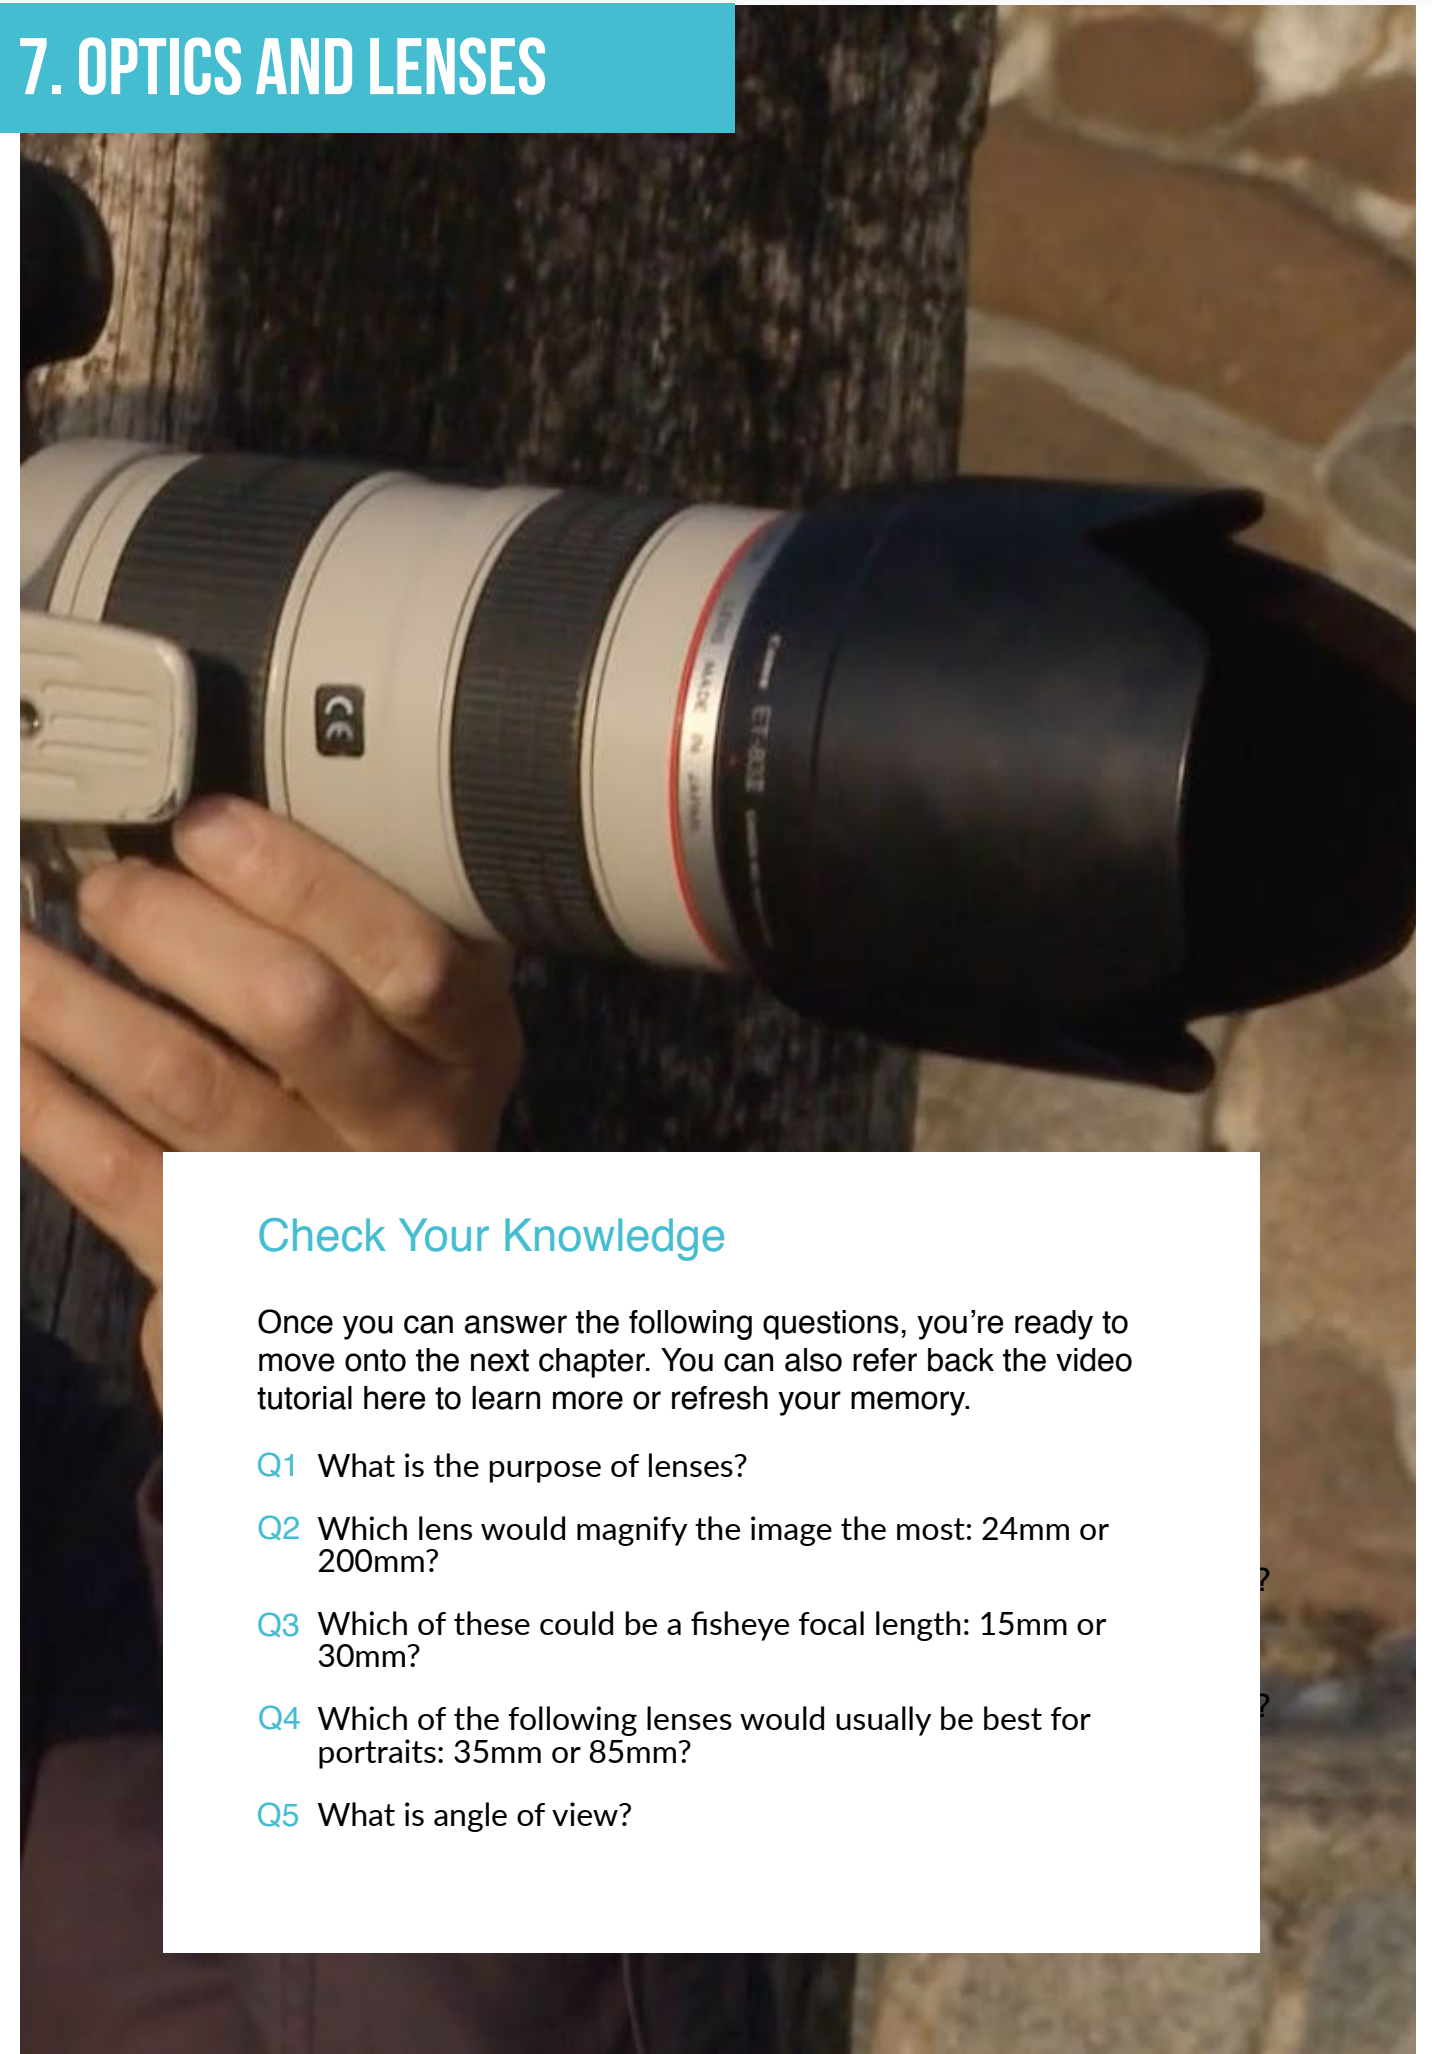 7. OPTICS AND LENSES
CE
LENS MADE IN JAPAN
Canon ET-83II
Check Your Knowledge
Once you can answer the following questions, you’re ready to
move onto the next chapter. You can also refer back the video
tutorial here to learn more or refresh your memory.
Q1 What is the purpose of lenses?
Q2 Which lens would magnify the image the most: 24mm or
200mm?
?
Q3 Which of these could be a fisheye focal length: 15mm or
30mm?
Q4 Which of the following lenses would usually be best for
?
portraits: 35mm or 85mm?
Q5 What is angle of view?